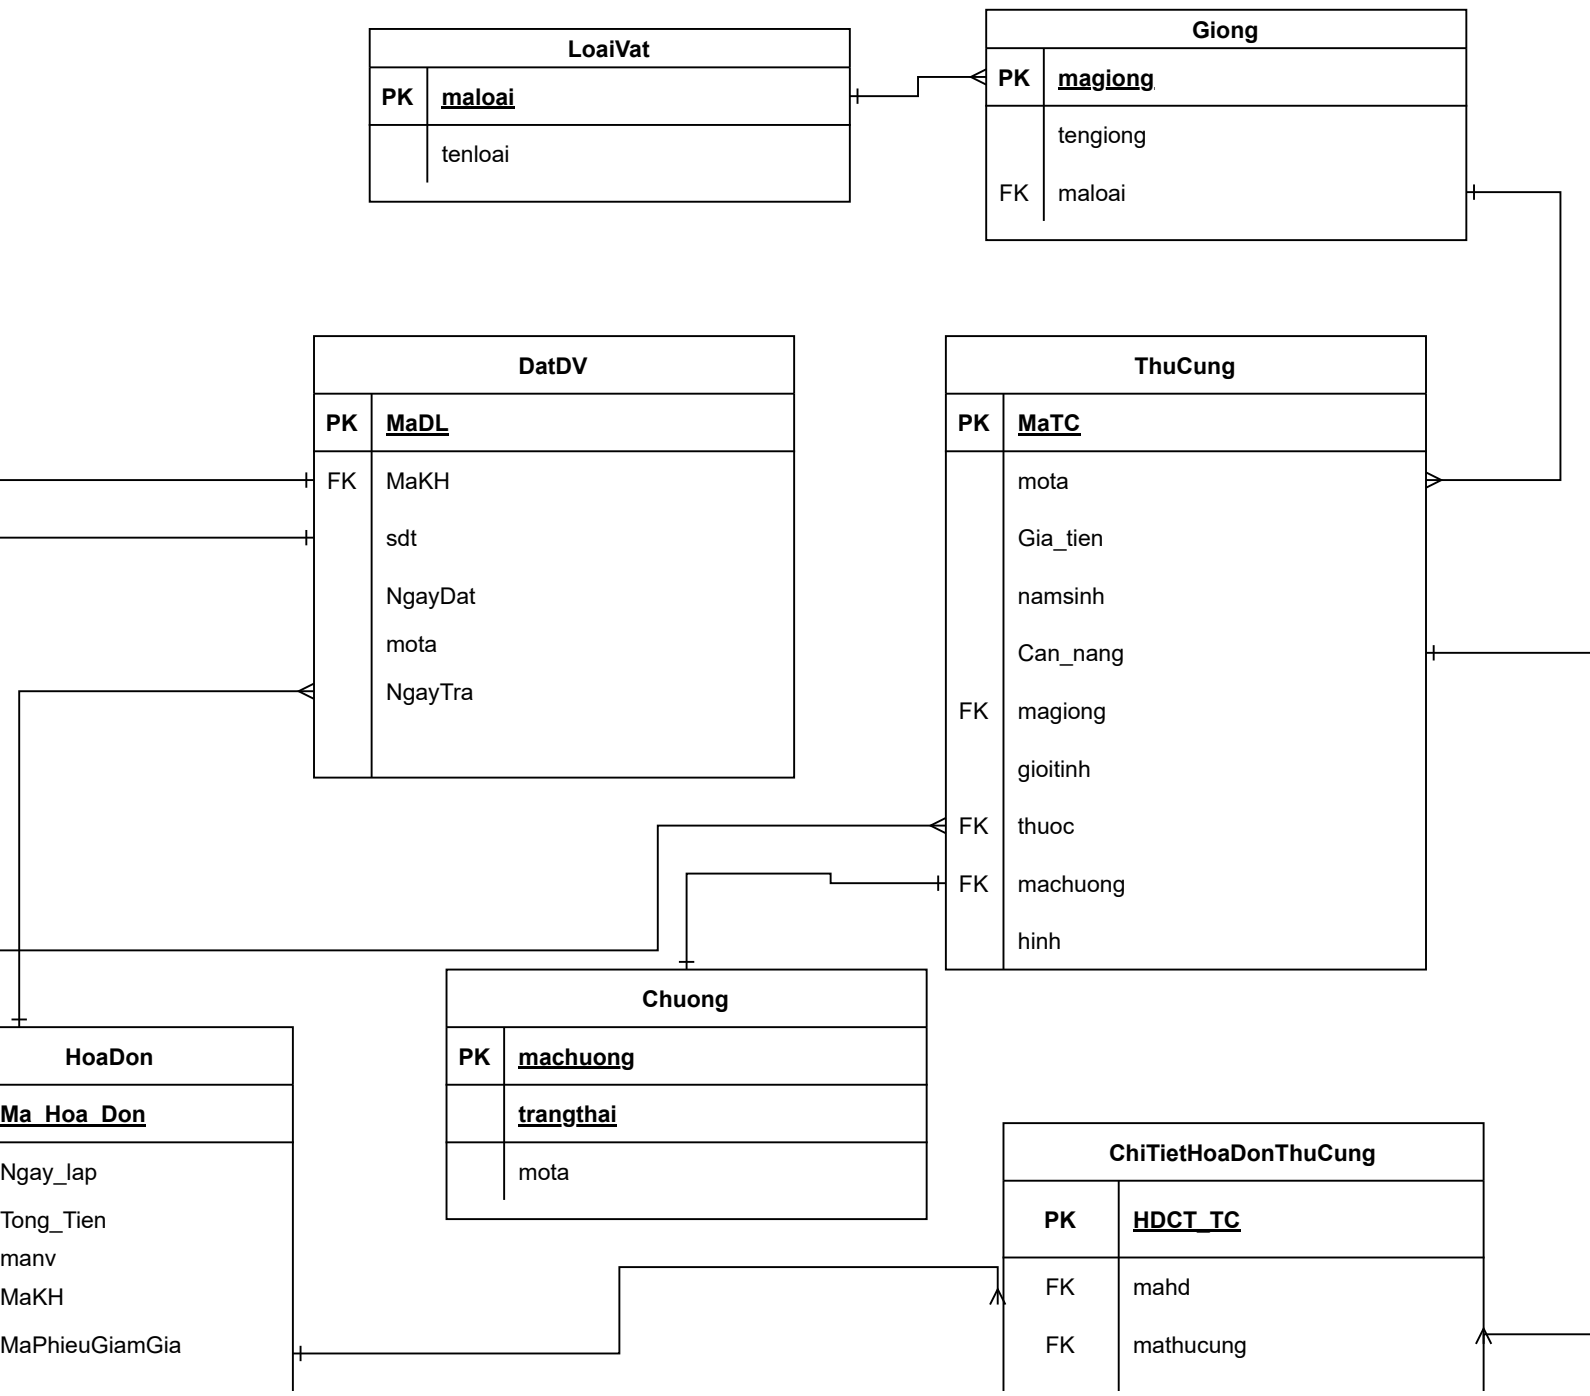 LoaiVat
PK maloai
tenloai
Giong
PK magiong
tengiong
FK maloai
DatDV
PK MaDL
FK MaKH
sdt
NgayDat
mota
NgayTra
ThuCung
PK MaTC
mota
Gia_tien
namsinh
Can_nang
FK magiong
gioitinh
FK thuoc
FK machuong
hinh
HoaDon
Ma_Hoa_Don
Ngay_lap
Tong_Tien
manv
MaKH
MaPhieuGiamGia
Chuong
PK machuong
trangthai
mota
ChiTietHoaDonThuCung
PK HDCT_TC
FK mahd
FK mathucung